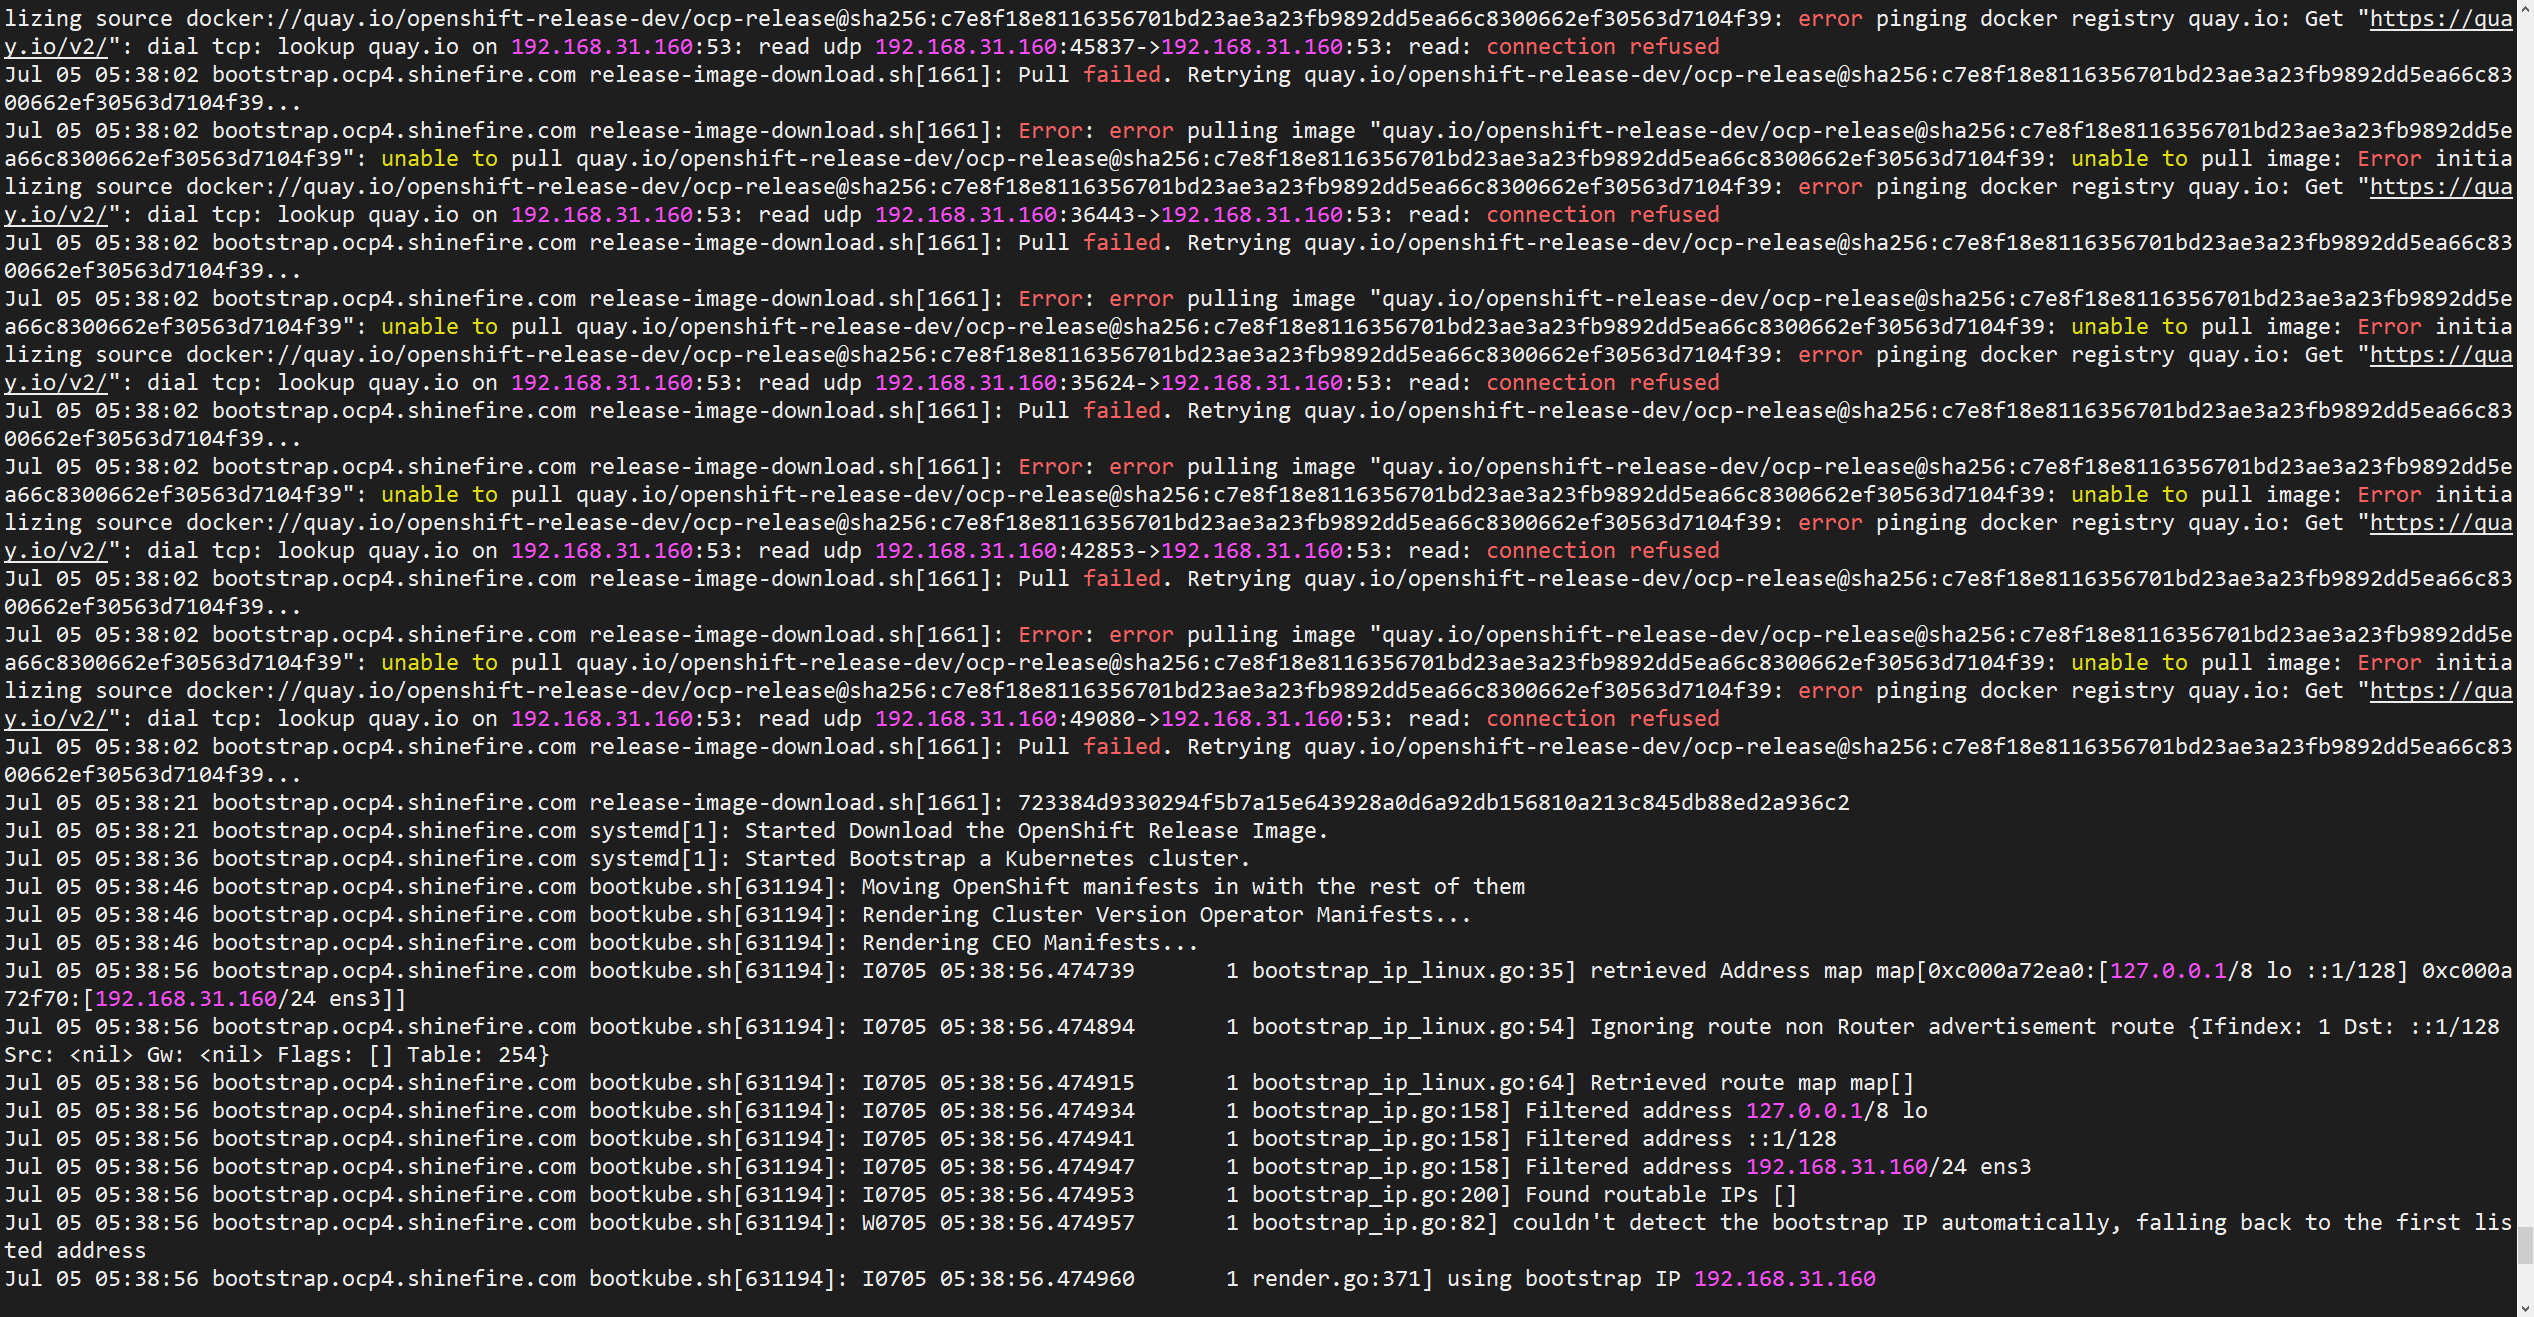 lizing source docker://quay.io/openshift-release-dev/ocp-release@sha256:c7e8f18e8116356701bd23ae3a23fb9892dd5ea66c8300662ef30563d7104f39: error pinging docker registry quay.io: Get "https://qua
y.io/v2/": dial tcp: lookup quay.io on 192.168.31.160:53: read udp 192.168.31.160:45837->192.168.31.160:53: read: connection refused
Jul 05 05:38:02 bootstrap.ocp4.shinefire.com release-image-download.sh[1661]: Pull failed. Retrying quay.io/openshift-release-dev/ocp-release@sha256:c7e8f18e8116356701bd23ae3a23fb9892dd5ea66c83
00662ef30563d7104f39...
Jul 05 05:38:02 bootstrap.ocp4.shinefire.com release-image-download.sh[1661]: Error: error pulling image "quay.io/openshift-release-dev/ocp-release@sha256:c7e8f18e8116356701bd23ae3a23fb9892dd5e
a66c8300662ef30563d7104f39": unable to pull quay.io/openshift-release-dev/ocp-release@sha256:c7e8f18e8116356701bd23ae3a23fb9892dd5ea66c8300662ef30563d7104f39: unable to pull image: Error initia
lizing source docker://quay.io/openshift-release-dev/ocp-release@sha256:c7e8f18e8116356701bd23ae3a23fb9892dd5ea66c8300662ef30563d7104f39: error pinging docker registry quay.io: Get "https://qua
y.io/v2/": dial tcp: lookup quay.io on 192.168.31.160:53: read udp 192.168.31.160:36443->192.168.31.160:53: read: connection refused
Jul 05 05:38:02 bootstrap.ocp4.shinefire.com release-image-download.sh[1661]: Pull failed. Retrying quay.io/openshift-release-dev/ocp-release@sha256:c7e8f18e8116356701bd23ae3a23fb9892dd5ea66c83
00662ef30563d7104f39...
Jul 05 05:38:02 bootstrap.ocp4.shinefire.com release-image-download.sh[1661]: Error: error pulling image "quay.io/openshift-release-dev/ocp-release@sha256:c7e8f18e8116356701bd23ae3a23fb9892dd5e
a66c8300662ef30563d7104f39": unable to pull quay.io/openshift-release-dev/ocp-release@sha256:c7e8f18e8116356701bd23ae3a23fb9892dd5ea66c8300662ef30563d7104f39: unable to pull image: Error initia
lizing source docker://quay.io/openshift-release-dev/ocp-release@sha256:c7e8f18e8116356701bd23ae3a23fb9892dd5ea66c8300662ef30563d7104f39: error pinging docker registry quay.io: Get "https://qua
y.io/v2/": dial tcp: lookup quay.io on 192.168.31.160:53: read udp 192.168.31.160:35624->192.168.31.160:53: read: connection refused
Jul 05 05:38:02 bootstrap.ocp4.shinefire.com release-image-download.sh[1661]: Pull failed. Retrying quay.io/openshift-release-dev/ocp-release@sha256:c7e8f18e8116356701bd23ae3a23fb9892dd5ea66c83
00662ef30563d7104f39...
Jul 05 05:38:02 bootstrap.ocp4.shinefire.com release-image-download.sh[1661]: Error: error pulling image "quay.io/openshift-release-dev/ocp-release@sha256:c7e8f18e8116356701bd23ae3a23fb9892dd5e
a66c8300662ef30563d7104f39": unable to pull quay.io/openshift-release-dev/ocp-release@sha256:c7e8f18e8116356701bd23ae3a23fb9892dd5ea66c8300662ef30563d7104f39: unable to pull image: Error initia
lizing source docker://quay.io/openshift-release-dev/ocp-release@sha256:c7e8f18e8116356701bd23ae3a23fb9892dd5ea66c8300662ef30563d7104f39: error pinging docker registry quay.io: Get "https://qua
y.io/v2/": dial tcp: lookup quay.io on 192.168.31.160:53: read udp 192.168.31.160:42853->192.168.31.160:53: read: connection refused
Jul 05 05:38:02 bootstrap.ocp4.shinefire.com release-image-download.sh[1661]: Pull failed. Retrying quay.io/openshift-release-dev/ocp-release@sha256:c7e8f18e8116356701bd23ae3a23fb9892dd5ea66c83
00662ef30563d7104f39...
Jul 05 05:38:02 bootstrap.ocp4.shinefire.com release-image-download.sh[1661]: Error: error pulling image "quay.io/openshift-release-dev/ocp-release@sha256:c7e8f18e8116356701bd23ae3a23fb9892dd5e
a66c8300662ef30563d7104f39": unable to pull quay.io/openshift-release-dev/ocp-release@sha256:c7e8f18e8116356701bd23ae3a23fb9892dd5ea66c8300662ef30563d7104f39: unable to pull image: Error initia
lizing source docker://quay.io/openshift-release-dev/ocp-release@sha256:c7e8f18e8116356701bd23ae3a23fb9892dd5ea66c8300662ef30563d7104f39: error pinging docker registry quay.io: Get "https://qua
y.io/v2/": dial tcp: lookup quay.io on 192.168.31.160:53: read udp 192.168.31.160:49080->192.168.31.160:53: read: connection refused
Jul 05 05:38:02 bootstrap.ocp4.shinefire.com release-image-download.sh[1661]: Pull failed. Retrying quay.io/openshift-release-dev/ocp-release@sha256:c7e8f18e8116356701bd23ae3a23fb9892dd5ea66c83
00662ef30563d7104f39...
Jul 05 05:38:21 bootstrap.ocp4.shinefire.com release-image-download.sh[1661]: 723384d9330294f5b7a15e643928a0d6a92db156810a213c845db88ed2a936c2
Jul 05 05:38:21 bootstrap.ocp4.shinefire.com systemd[1]: Started Download the OpenShift Release Image.
Jul 05 05:38:36 bootstrap.ocp4.shinefire.com systemd[1]: Started Bootstrap a Kubernetes cluster.
Jul 05 05:38:46 bootstrap.ocp4.shinefire.com bootkube.sh[631194]: Moving OpenShift manifests in with the rest of them
Jul 05 05:38:46 bootstrap.ocp4.shinefire.com bootkube.sh[631194]: Rendering Cluster Version Operator Manifests...
Jul 05 05:38:46 bootstrap.ocp4.shinefire.com bootkube.sh[631194]: Rendering CEO Manifests...
Jul 05 05:38:56 bootstrap.ocp4.shinefire.com bootkube.sh[631194]: I0705 05:38:56.474739       1 bootstrap_ip_linux.go:35] retrieved Address map map[0xc000a72ea0:[127.0.0.1/8 lo ::1/128] 0xc000a
72f70:[192.168.31.160/24 ens3]]
Jul 05 05:38:56 bootstrap.ocp4.shinefire.com bootkube.sh[631194]: I0705 05:38:56.474894       1 bootstrap_ip_linux.go:54] Ignoring route non Router advertisement route {Ifindex: 1 Dst: ::1/128
Src: <nil> Gw: <nil> Flags: [] Table: 254}
Jul 05 05:38:56 bootstrap.ocp4.shinefire.com bootkube.sh[631194]: I0705 05:38:56.474915       1 bootstrap_ip_linux.go:64] Retrieved route map map[]
Jul 05 05:38:56 bootstrap.ocp4.shinefire.com bootkube.sh[631194]: I0705 05:38:56.474934       1 bootstrap_ip.go:158] Filtered address 127.0.0.1/8 lo
Jul 05 05:38:56 bootstrap.ocp4.shinefire.com bootkube.sh[631194]: I0705 05:38:56.474941       1 bootstrap_ip.go:158] Filtered address ::1/128
Jul 05 05:38:56 bootstrap.ocp4.shinefire.com bootkube.sh[631194]: I0705 05:38:56.474947       1 bootstrap_ip.go:158] Filtered address 192.168.31.160/24 ens3
Jul 05 05:38:56 bootstrap.ocp4.shinefire.com bootkube.sh[631194]: I0705 05:38:56.474953       1 bootstrap_ip.go:200] Found routable IPs []
Jul 05 05:38:56 bootstrap.ocp4.shinefire.com bootkube.sh[631194]: W0705 05:38:56.474957       1 bootstrap_ip.go:82] couldn't detect the bootstrap IP automatically, falling back to the first lis
ted address
Jul 05 05:38:56 bootstrap.ocp4.shinefire.com bootkube.sh[631194]: I0705 05:38:56.474960       1 render.go:371] using bootstrap IP 192.168.31.160